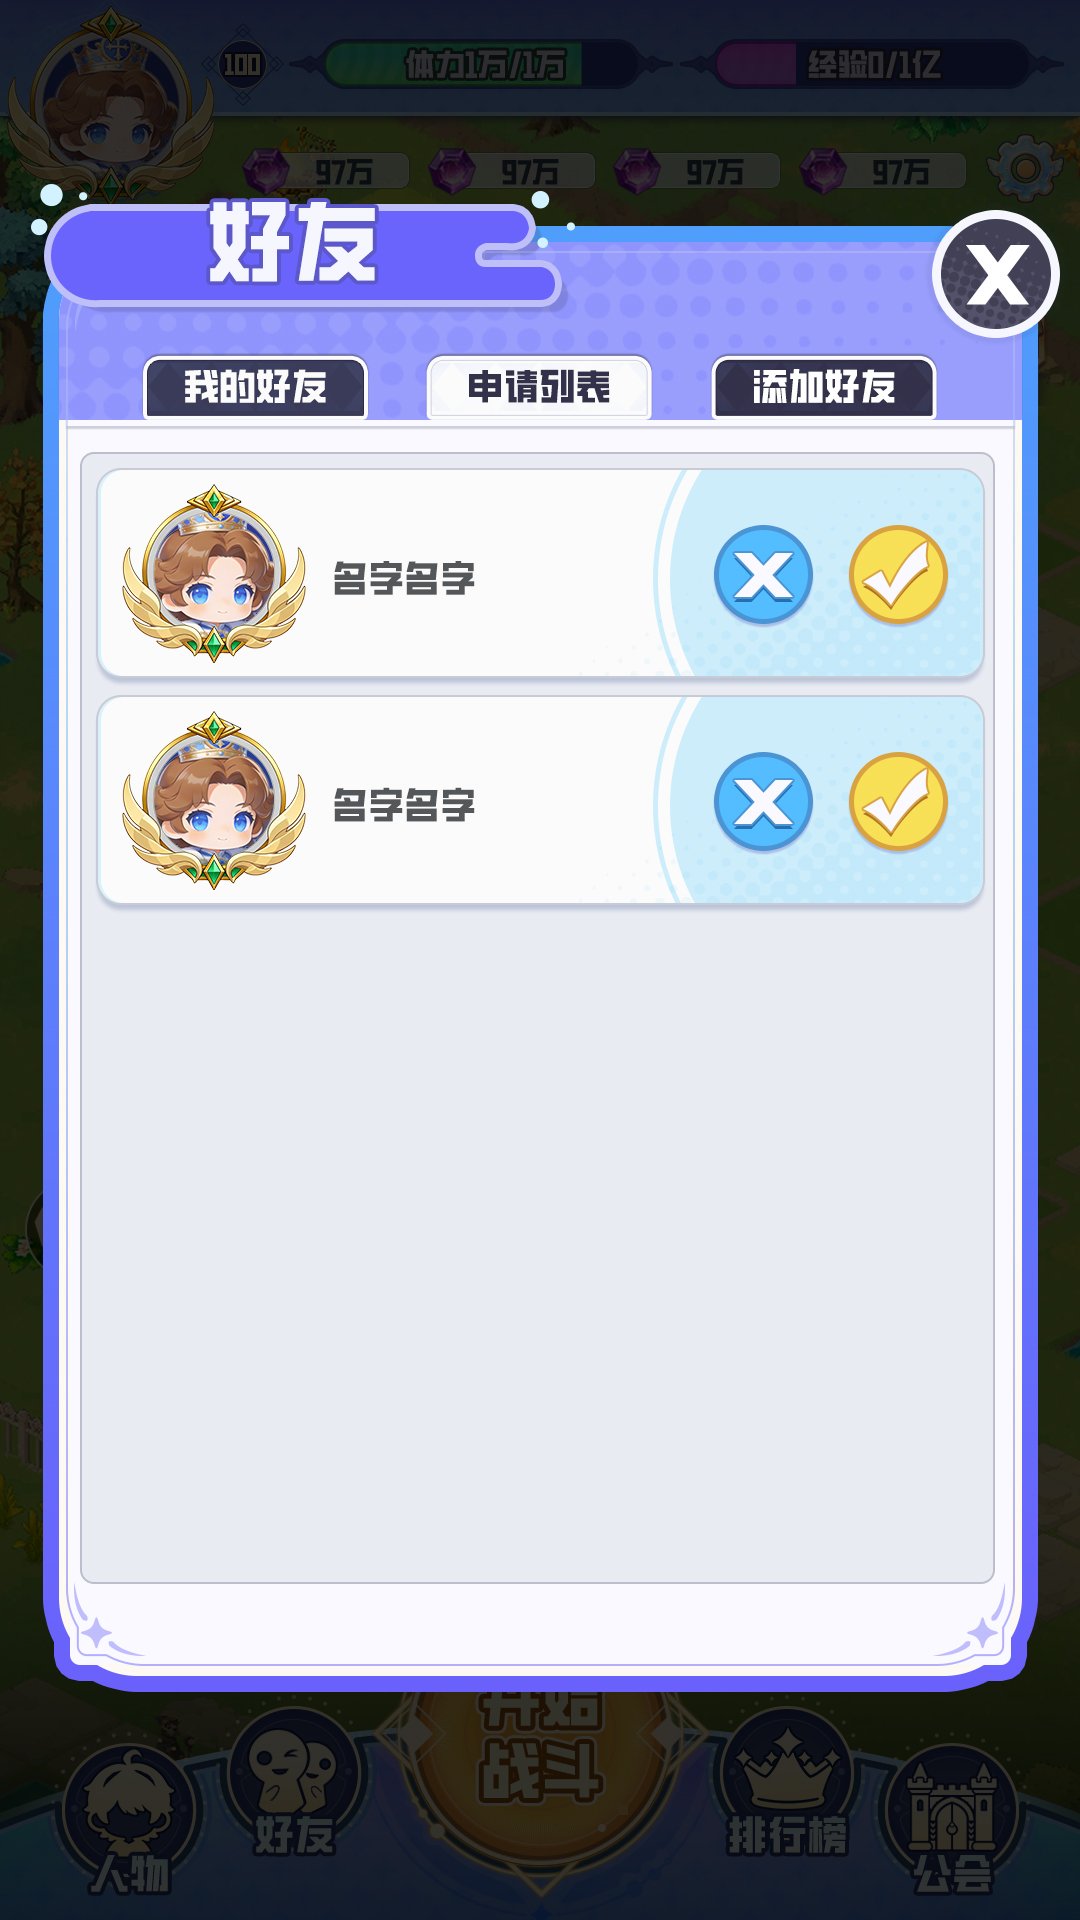 100
体力1万/1万
经验0/1亿
97万
97万
97万
97万
好友
我的好友
申请列表
添加好友
名字名字
名字名字
开始
战斗
人物
好友
排行榜
公会